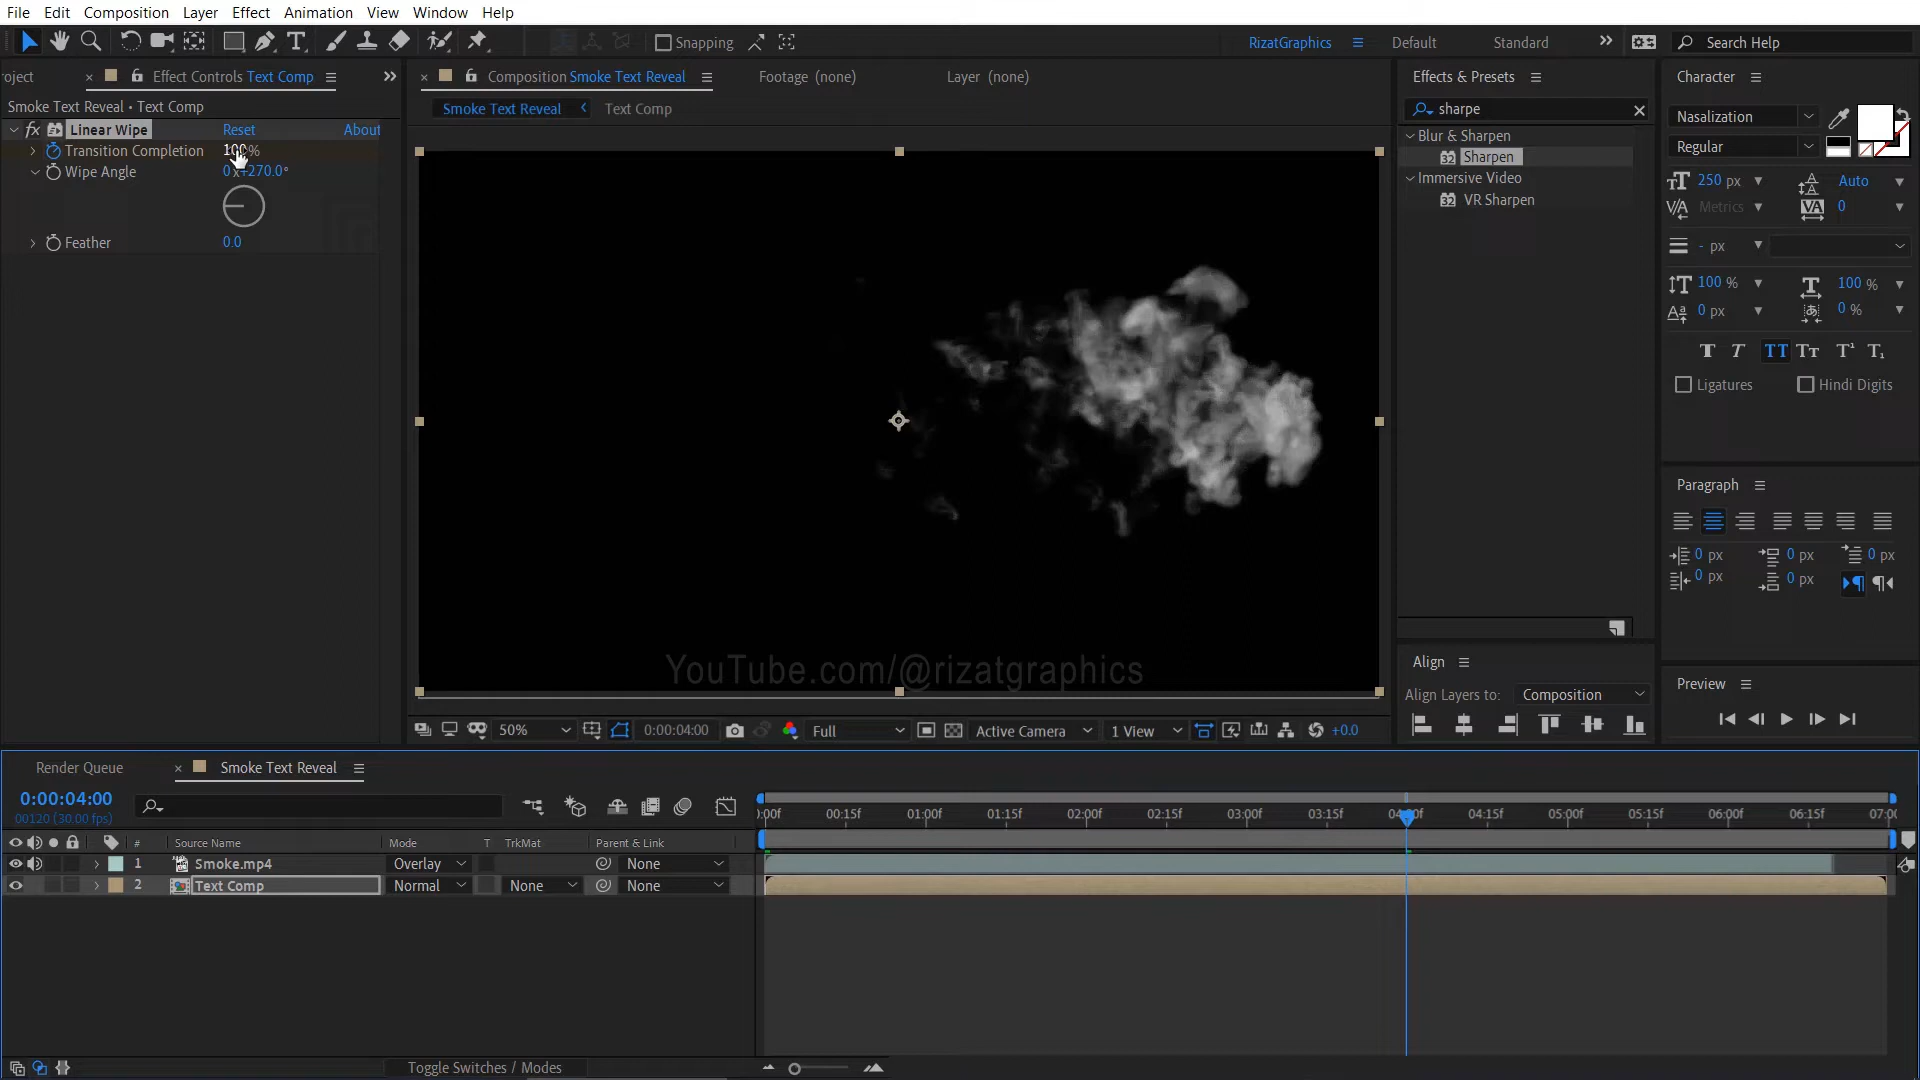 File Edit Composition Layer Effect Animation View Window Help
Snapping RizatGraphics Default Standard Search Help
roject Effect Controls Text Comp
Composition Smoke Text Reveal Footage (none) Layer (none)
Effects & Presets
Character
Smoke Text Reveal • Text Comp
Smoke Text Reveal Text Comp
sharpe
Nasalization
fx Linear Wipe Reset About
Blur & Sharpen
Regular
Transition Completion 100%
Sharpen
Wipe Angle 0x+270.0°
Immersive Video
250 px Auto
VR Sharpen
Metrics 0
Feather 0.0
- px
100 % 100 %
0 px 0 %
Ligatures Hindi Digits
Paragraph
0 px 0 px 0 px
0 px 0 px
YouTube.com/@rizatgraphics
Align
Preview
Align Layers to: Composition
50% 0:00:04:00 Full Active Camera 1 View +0.0
Render Queue Smoke Text Reveal
0:00:04:00
00120 (30.00 fps)
:00f 00:15f 01:00f 01:15f 02:00f 02:15f 03:00f 03:15f 04:00f 04:15f 05:00f 05:15f 06:00f 06:15f 07:00
# Source Name Mode T TrkMat Parent & Link
1 Smoke.mp4 Overlay None
2 Text Comp Normal None None
Toggle Switches / Modes